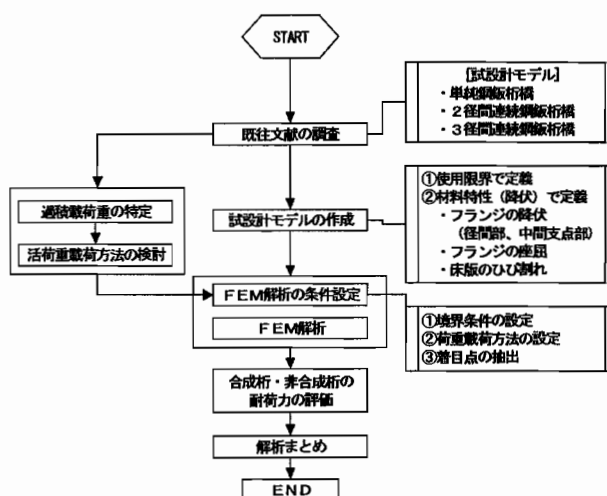 START
既往文献の調査
[試設計モデル]
・単純鋼鈑桁橋
・2径間連続鋼鈑桁橋
・3径間連続鋼鈑桁橋
過積載荷重の特定
活荷重載荷方法の検討
試設計モデルの作成
①使用限界で定義
②材料特性(降伏)で定義
・フランジの降伏
(径間部、中間支点部)
・フランジの座屈
・床版のひび割れ
FEM解析の条件設定
FEM解析
①境界条件の設定
②荷重載荷方法の設定
③着目点の抽出
合成桁・非合成桁の
耐荷力の評価
解析まとめ
END